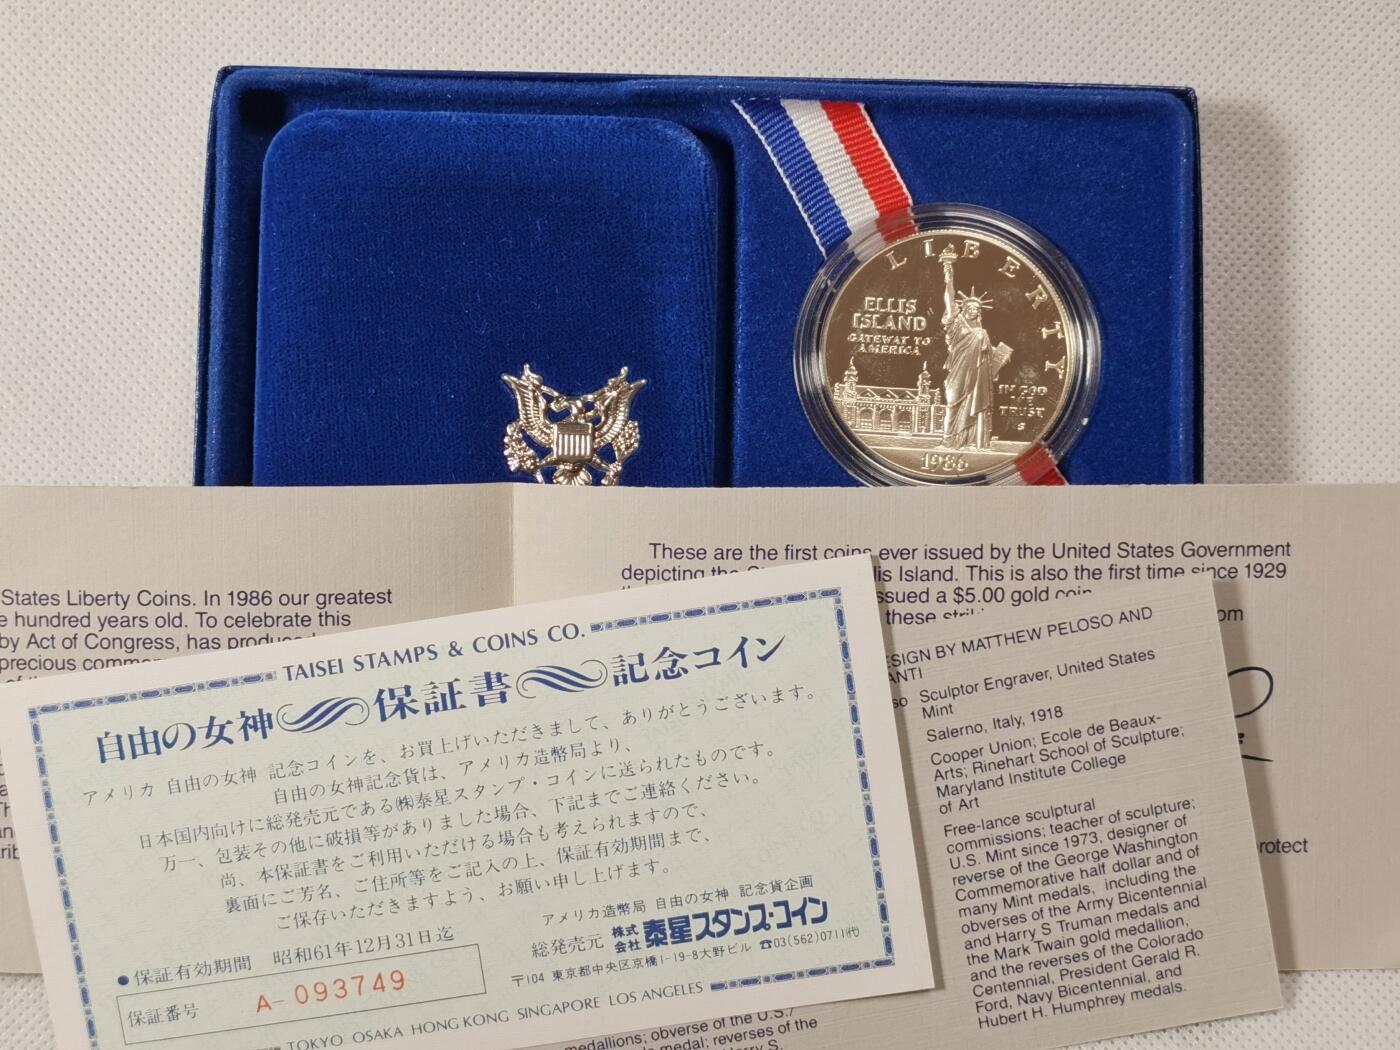 LIBERTY
ELLIS
ISLAND
GATEWAY TO
AMERICA
IN GOD
WE
TRUST
S
1986
States Liberty Coins. In 1986 our greatest
e hundred years old. To celebrate this
by Act of Congress, has produced
precious
These are the first coins ever issued by the United States Government
depicting the Ellis Island. This is also the first time since 1929
issued a $5.00 gold coin
these
DESIGN BY MATTHEW PELOSO AND
Sculptor Engraver, United States
Mint
Salerno, Italy, 1918
Cooper Union; Ecole de Beaux-
Arts; Rinehart School of Sculpture;
Maryland Institute College
of Art
Free-lance sculptural
commissions; teacher of sculpture;
U.S. Mint since 1973, designer of
reverse of the George Washington
Commemorative half dollar and of
many Mint medals, including the
obverses of the Army Bicentennial
and Harry S Truman medals and
the Mark Twain gold medallion,
and the reverses of the Colorado
Centennial, President Gerald R.
Ford, Navy Bicentennial, and
Hubert H. Humphrey medals.
protect
medallions; obverse of the U.S./
medal; reverses of the
TAISEI STAMPS & COINS CO.
自由の女神 保証書 記念コイン
アメリカ 自由の女神 記念コインを、お買上げいただきまして、ありがとうございます。
自由の女神記念貨は、アメリカ造幣局より、
日本国内向けに総発売元である㈱泰星スタンプ・コインに送られたものです。
万一、包装その他に破損等がありました場合、下記までご連絡ください。
尚、本保証書をご利用いただける場合も考えられますので、
裏面にご芳名、ご住所等をご記入の上、保証有効期間まで、
ご保存いただきますよう、お願い申し上げます。
●保証有効期間 昭和61年12月31日迄
保証番号 A-093749
アメリカ造幣局 自由の女神 記念貨企画
総発売元 株式会社 泰星スタンプ・コイン
〒104 東京都中央区京橋1-19-8大野ビル ☎03(562)0711㈹
TOKYO OSAKA HONG KONG SINGAPORE LOS ANGELES